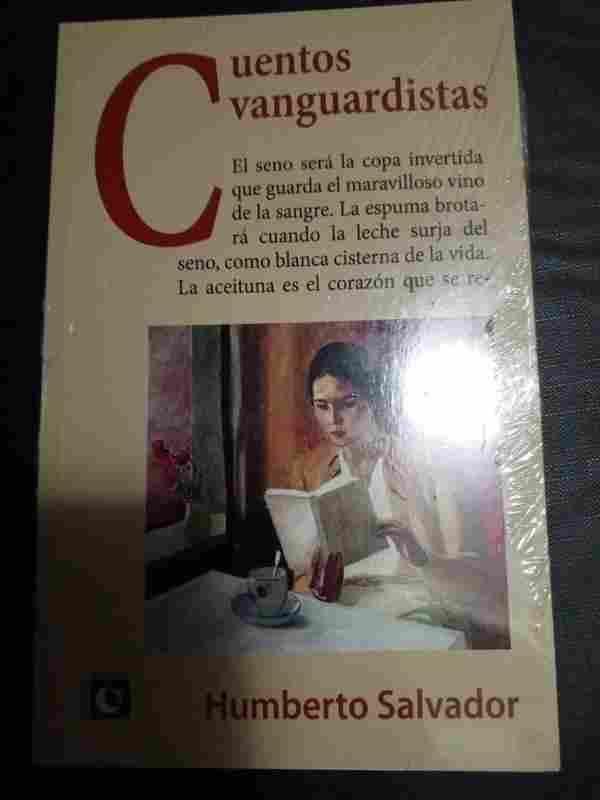 Cuentos
vanguardistas
El seno será la copa invertida
que guarda el maravilloso vino
de la sangre. La espuma brota-
rá cuando la leche surja del
seno, como blanca cisterna de la vida.
La aceituna es el corazón que se re-
Humberto Salvador